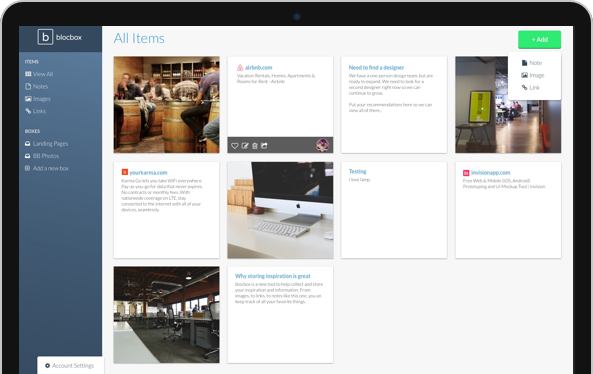 b blocbox
ITEMS
View All
Notes
Images
Links
BOXES
Landing Pages
BB Photos
Add a new box
Account Settings
All Items
+ Add
Note
Image
Link
airbnb.com
Vacation Rentals, Homes, Apartments &
Rooms for Rent - Airbnb
Need to find a designer
We have a one person design team, but are
ready to expand. We need to look for a
second designer right now so we can
continue to grow.
Put your recommendations here so we can
view all of them..
yourkarma.com
Karma Go lets you take WiFi everywhere.
Pay-as-you-go for data that never expires.
No contracts or monthly fees. With
nationwide coverage on LTE, stay
connected to the internet with all of your
devices, seamlessly.
Testing
I love lamp.
in invisionapp.com
Free Web & Mobile (iOS, Android)
Prototyping and UI Mockup Tool | InVision
Why storing inspiration is great
blocbox is a new tool to help collect and store
your inspiration and information. From
images, to links, to notes like this one, you can
keep track of all your favorite things.